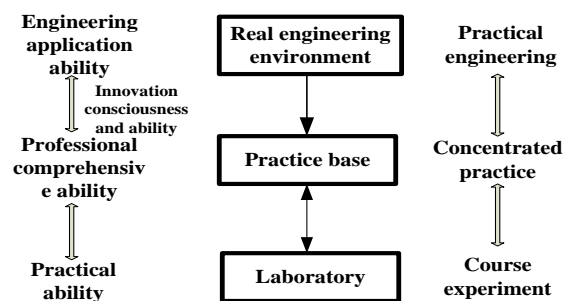 Engineering
application
ability
Real engineering
environment
Practical
engineering
Innovation
consciousness
and ability
Professional
comprehensiv
e ability
Practice base
Concentrated
practice
Practical
ability
Laboratory
Course
experiment